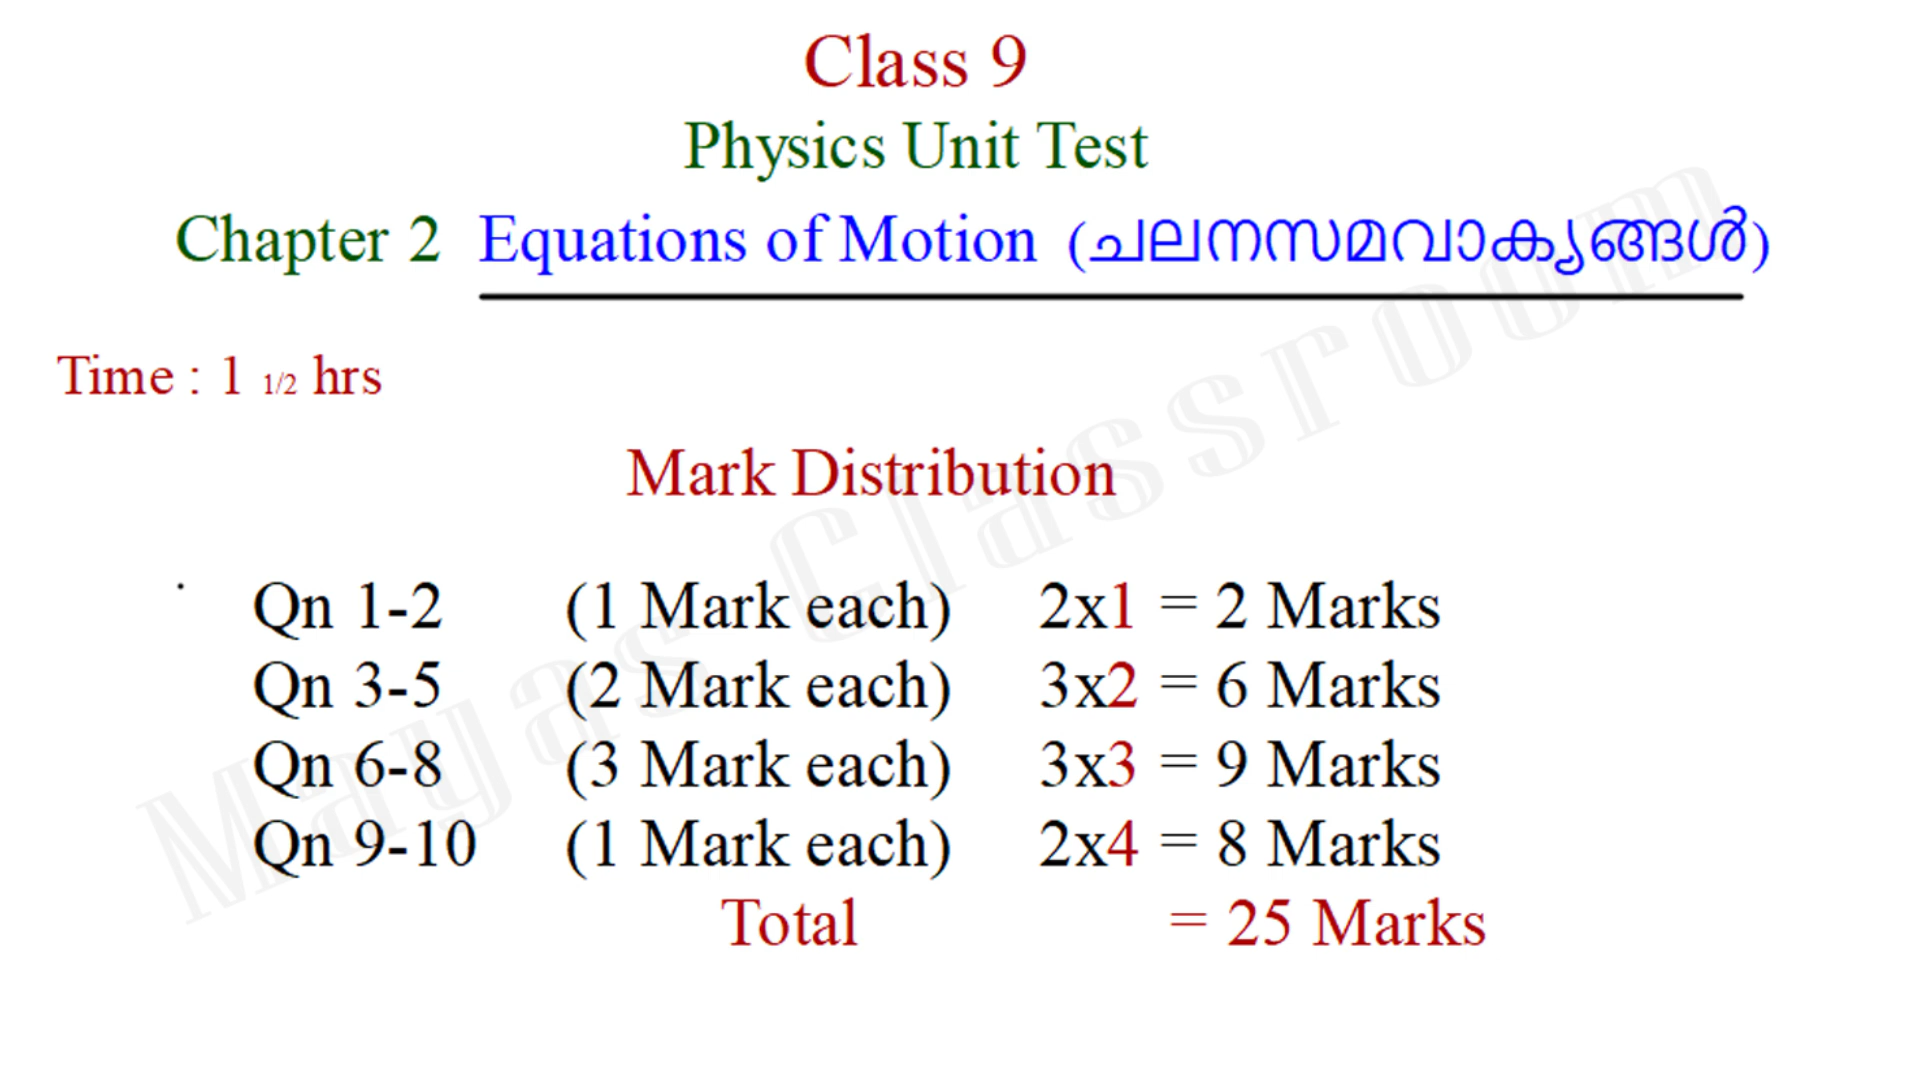 Class 9
Physics Unit Test
Chapter 2 Equations of Motion (ചലനസമവാക്യങ്ങൾ)
Time : 1 1/2 hrs
Mark Distribution
Qn 1-2 (1 Mark each) 2x1 = 2 Marks
Qn 3-5 (2 Mark each) 3x2 = 6 Marks
Qn 6-8 (3 Mark each) 3x3 = 9 Marks
Qn 9-10 (1 Mark each) 2x4 = 8 Marks
Total = 25 Marks
Mayas Classroom